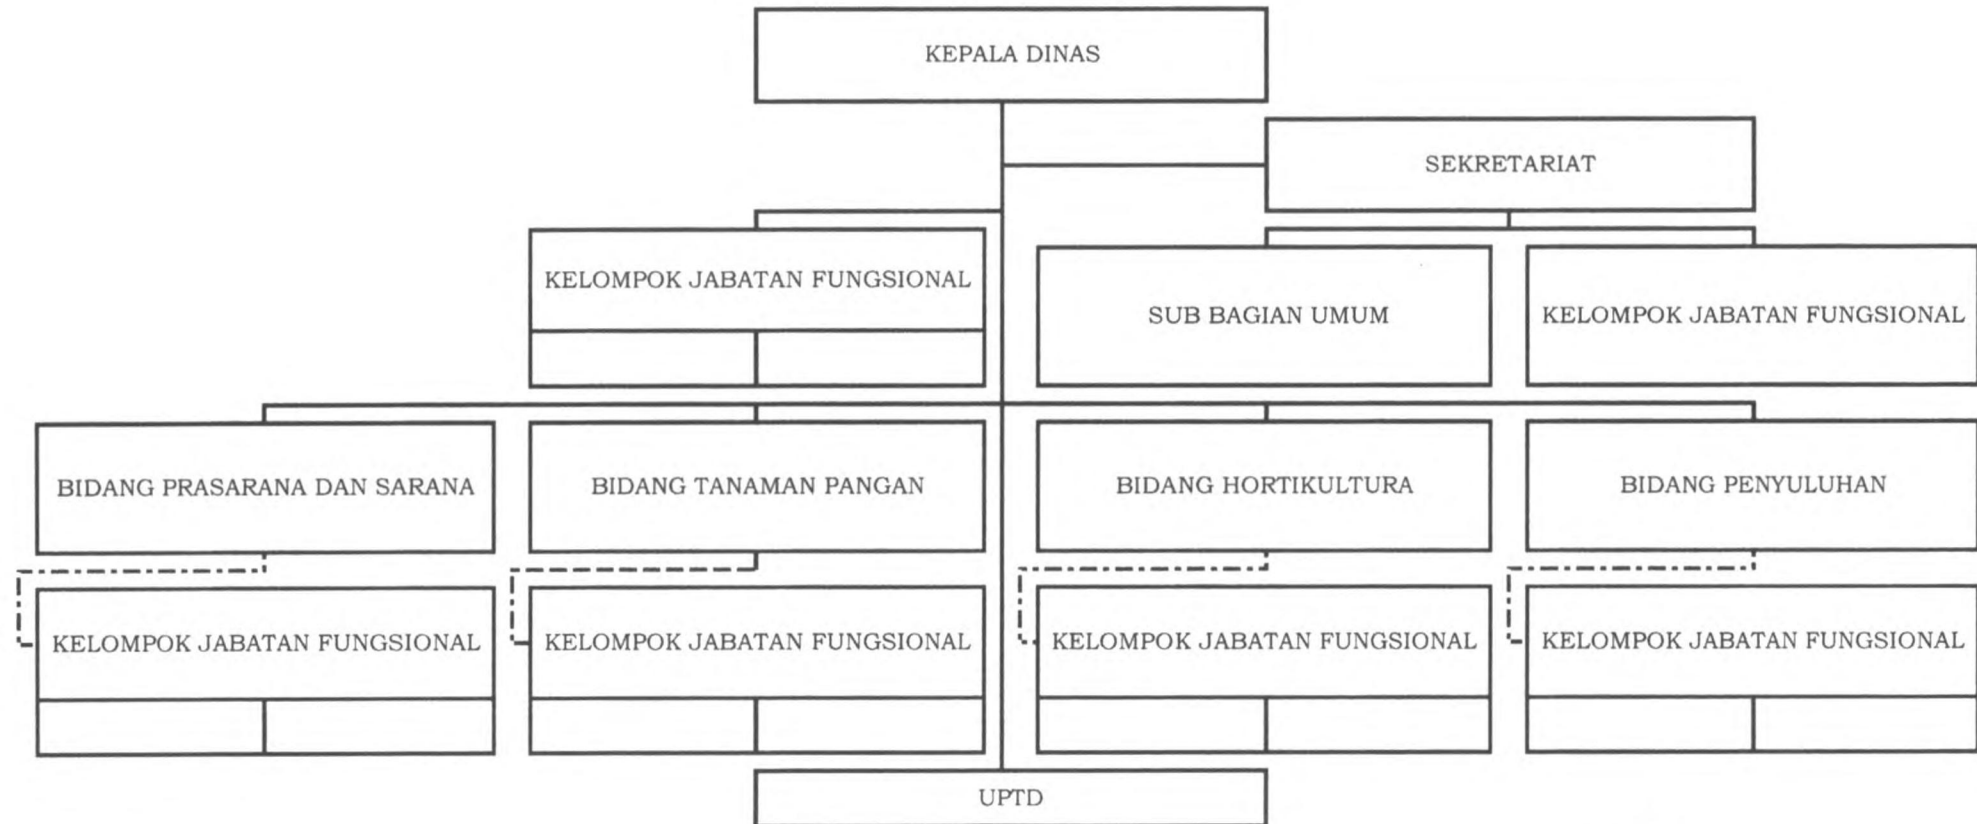 KEPALA DINAS
SEKRETARIAT
KELOMPOK JABATAN FUNGSIONAL
SUB BAGIAN UMUM
KELOMPOK JABATAN FUNGSIONAL
BIDANG PRASARANA DAN SARANA
BIDANG TANAMAN PANGAN
BIDANG HORTIKULTURA
BIDANG PENYULUHAN
KELOMPOK JABATAN FUNGSIONAL
KELOMPOK JABATAN FUNGSIONAL
KELOMPOK JABATAN FUNGSIONAL
KELOMPOK JABATAN FUNGSIONAL
UPTD